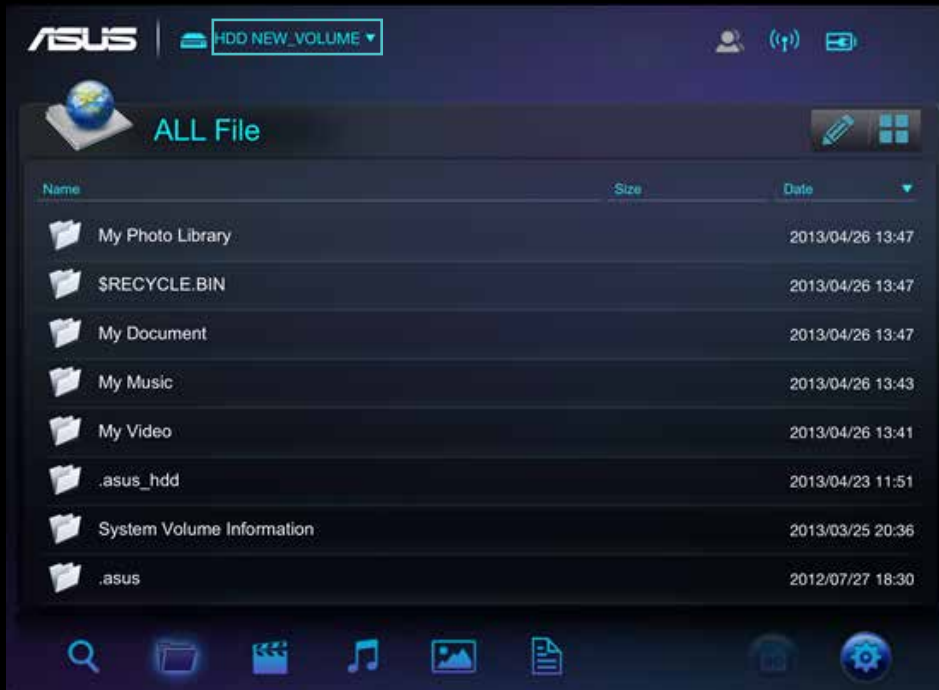 ASUS HDD NEW_VOLUME
ALL File
Name Size Date
My Photo Library 2013/04/26 13:47
$RECYCLE.BIN 2013/04/26 13:47
My Document 2013/04/26 13:47
My Music 2013/04/26 13:43
My Video 2013/04/26 13:41
.asus_hdd 2013/04/23 11:51
System Volume Information 2013/03/25 20:36
.asus 2012/07/27 18:30